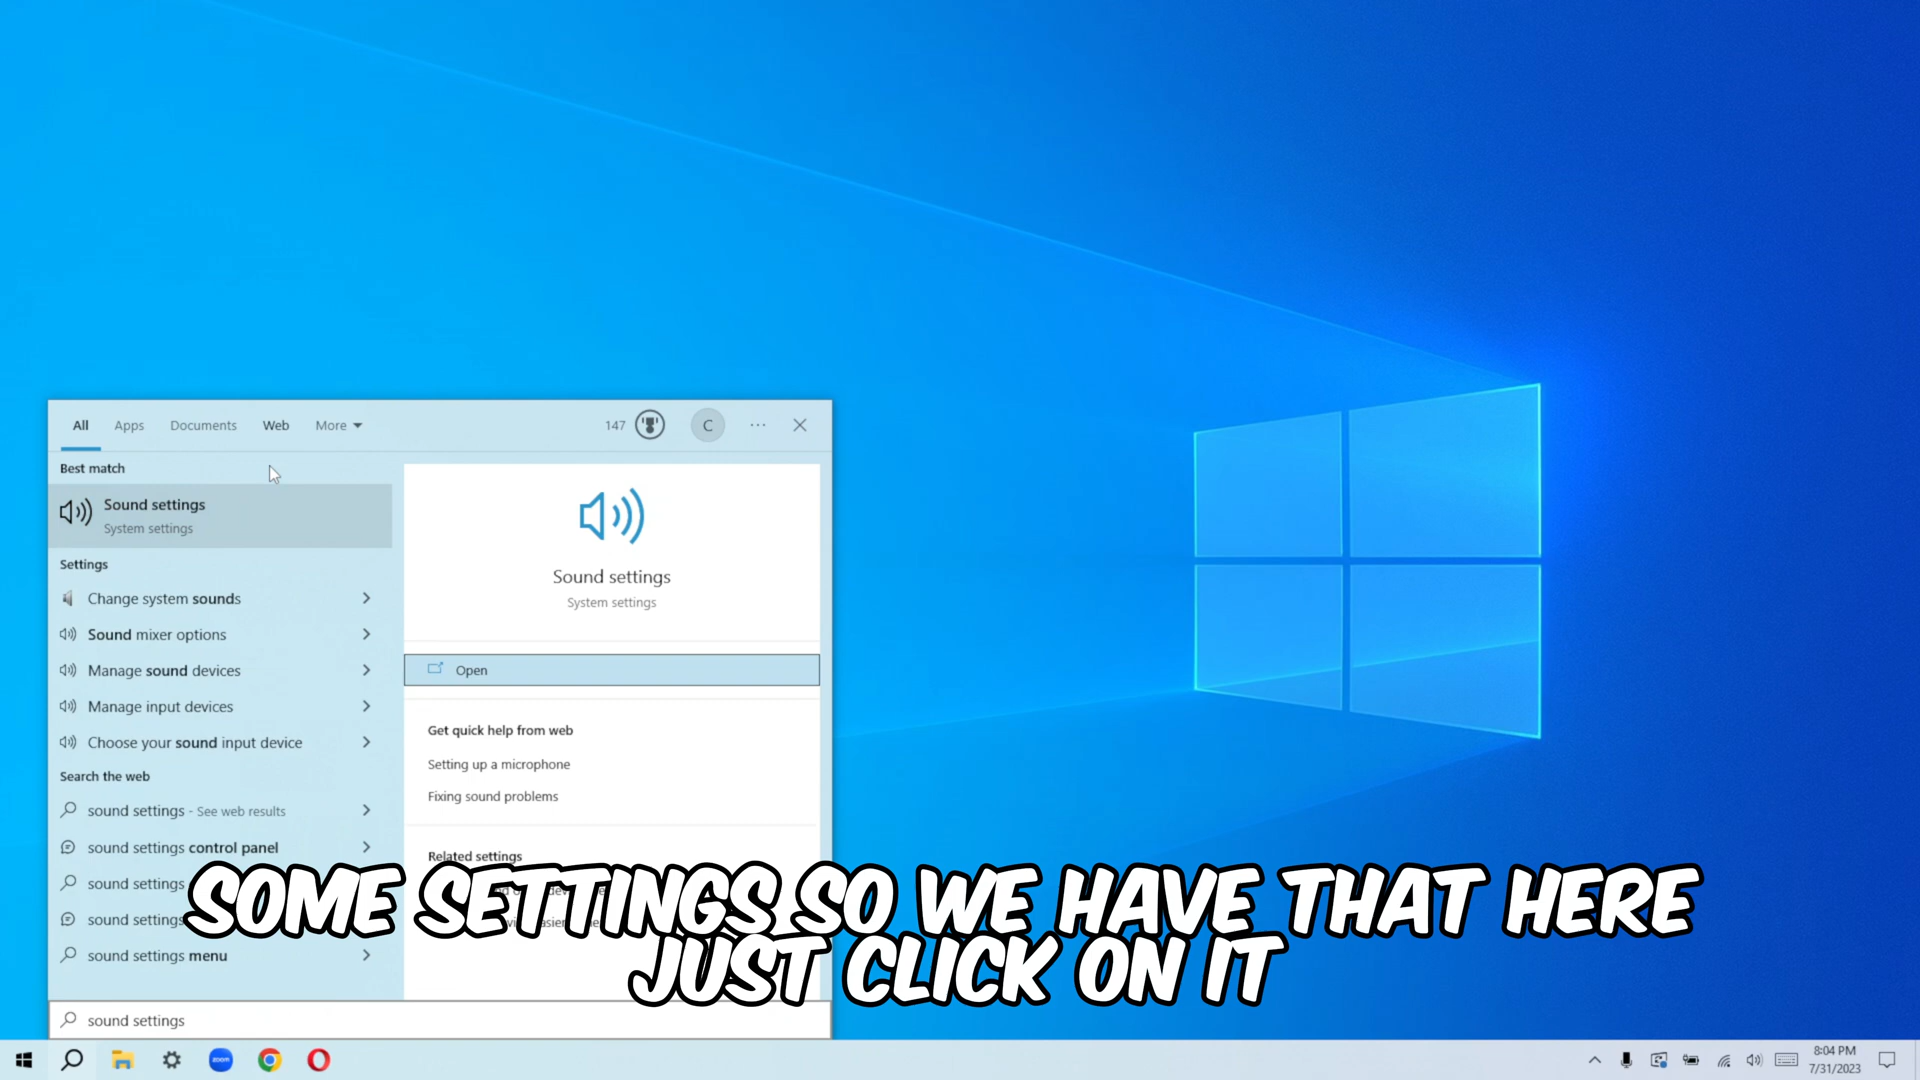 All Apps Documents Web More 147 C
Best match
Sound settings
System settings
Settings
Change system sounds
Sound mixer options
Manage sound devices
Manage input devices
Choose your sound input device
Search the web
sound settings - See web results
sound settings control panel
sound settings
sound settings
sound settings menu
sound settings
Sound settings
System settings
Open
Get quick help from web
Setting up a microphone
Fixing sound problems
Related settings
SOME SETTINGS SO WE HAVE THAT HERE
JUST CLICK ON IT
zoom
8:04 PM
7/31/2023